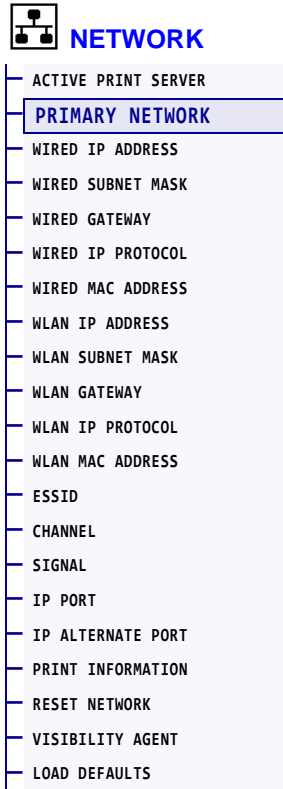 NETWORK
ACTIVE PRINT SERVER
PRIMARY NETWORK
WIRED IP ADDRESS
WIRED SUBNET MASK
WIRED GATEWAY
WIRED IP PROTOCOL
WIRED MAC ADDRESS
WLAN IP ADDRESS
WLAN SUBNET MASK
WLAN GATEWAY
WLAN IP PROTOCOL
WLAN MAC ADDRESS
ESSID
CHANNEL
SIGNAL
IP PORT
IP ALTERNATE PORT
PRINT INFORMATION
RESET NETWORK
VISIBILITY AGENT
LOAD DEFAULTS